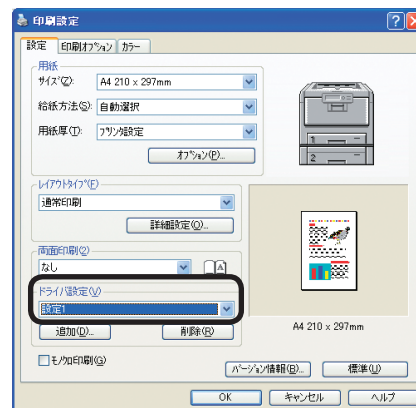 印刷設定
設定 印刷オプション カラー
用紙
サイズ(Z): A4 210 x 297mm
給紙方法(S): 自動選択
用紙厚(T): プリンタ設定
オプション(P)...
1
2
レイアウトタイプ(E)
通常印刷
詳細設定(O)...
両面印刷(2)
なし
A
ドライバ設定(V)
設定1
追加(D)... 削除(R)
A4 210 x 297mm
モノクロ印刷(G)
バージョン情報(B)... 標準(U)
OK キャンセル ヘルプ